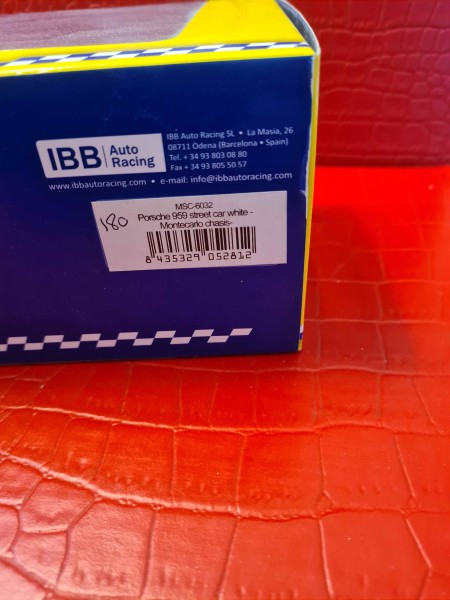 IBB Auto Racing
IBB Auto Racing SL • La Masia, 26
08711 Òdena (Barcelona • Spain)
Tel. + 34 93 803 08 80
Fax + 34 93 805 50 57
www.ibbautoracing.com • e-mail: info@ibbautoracing.com
180
MSC-6032
Porsche 959 street car white -
Montecarlo chasis-
8 435329 052812